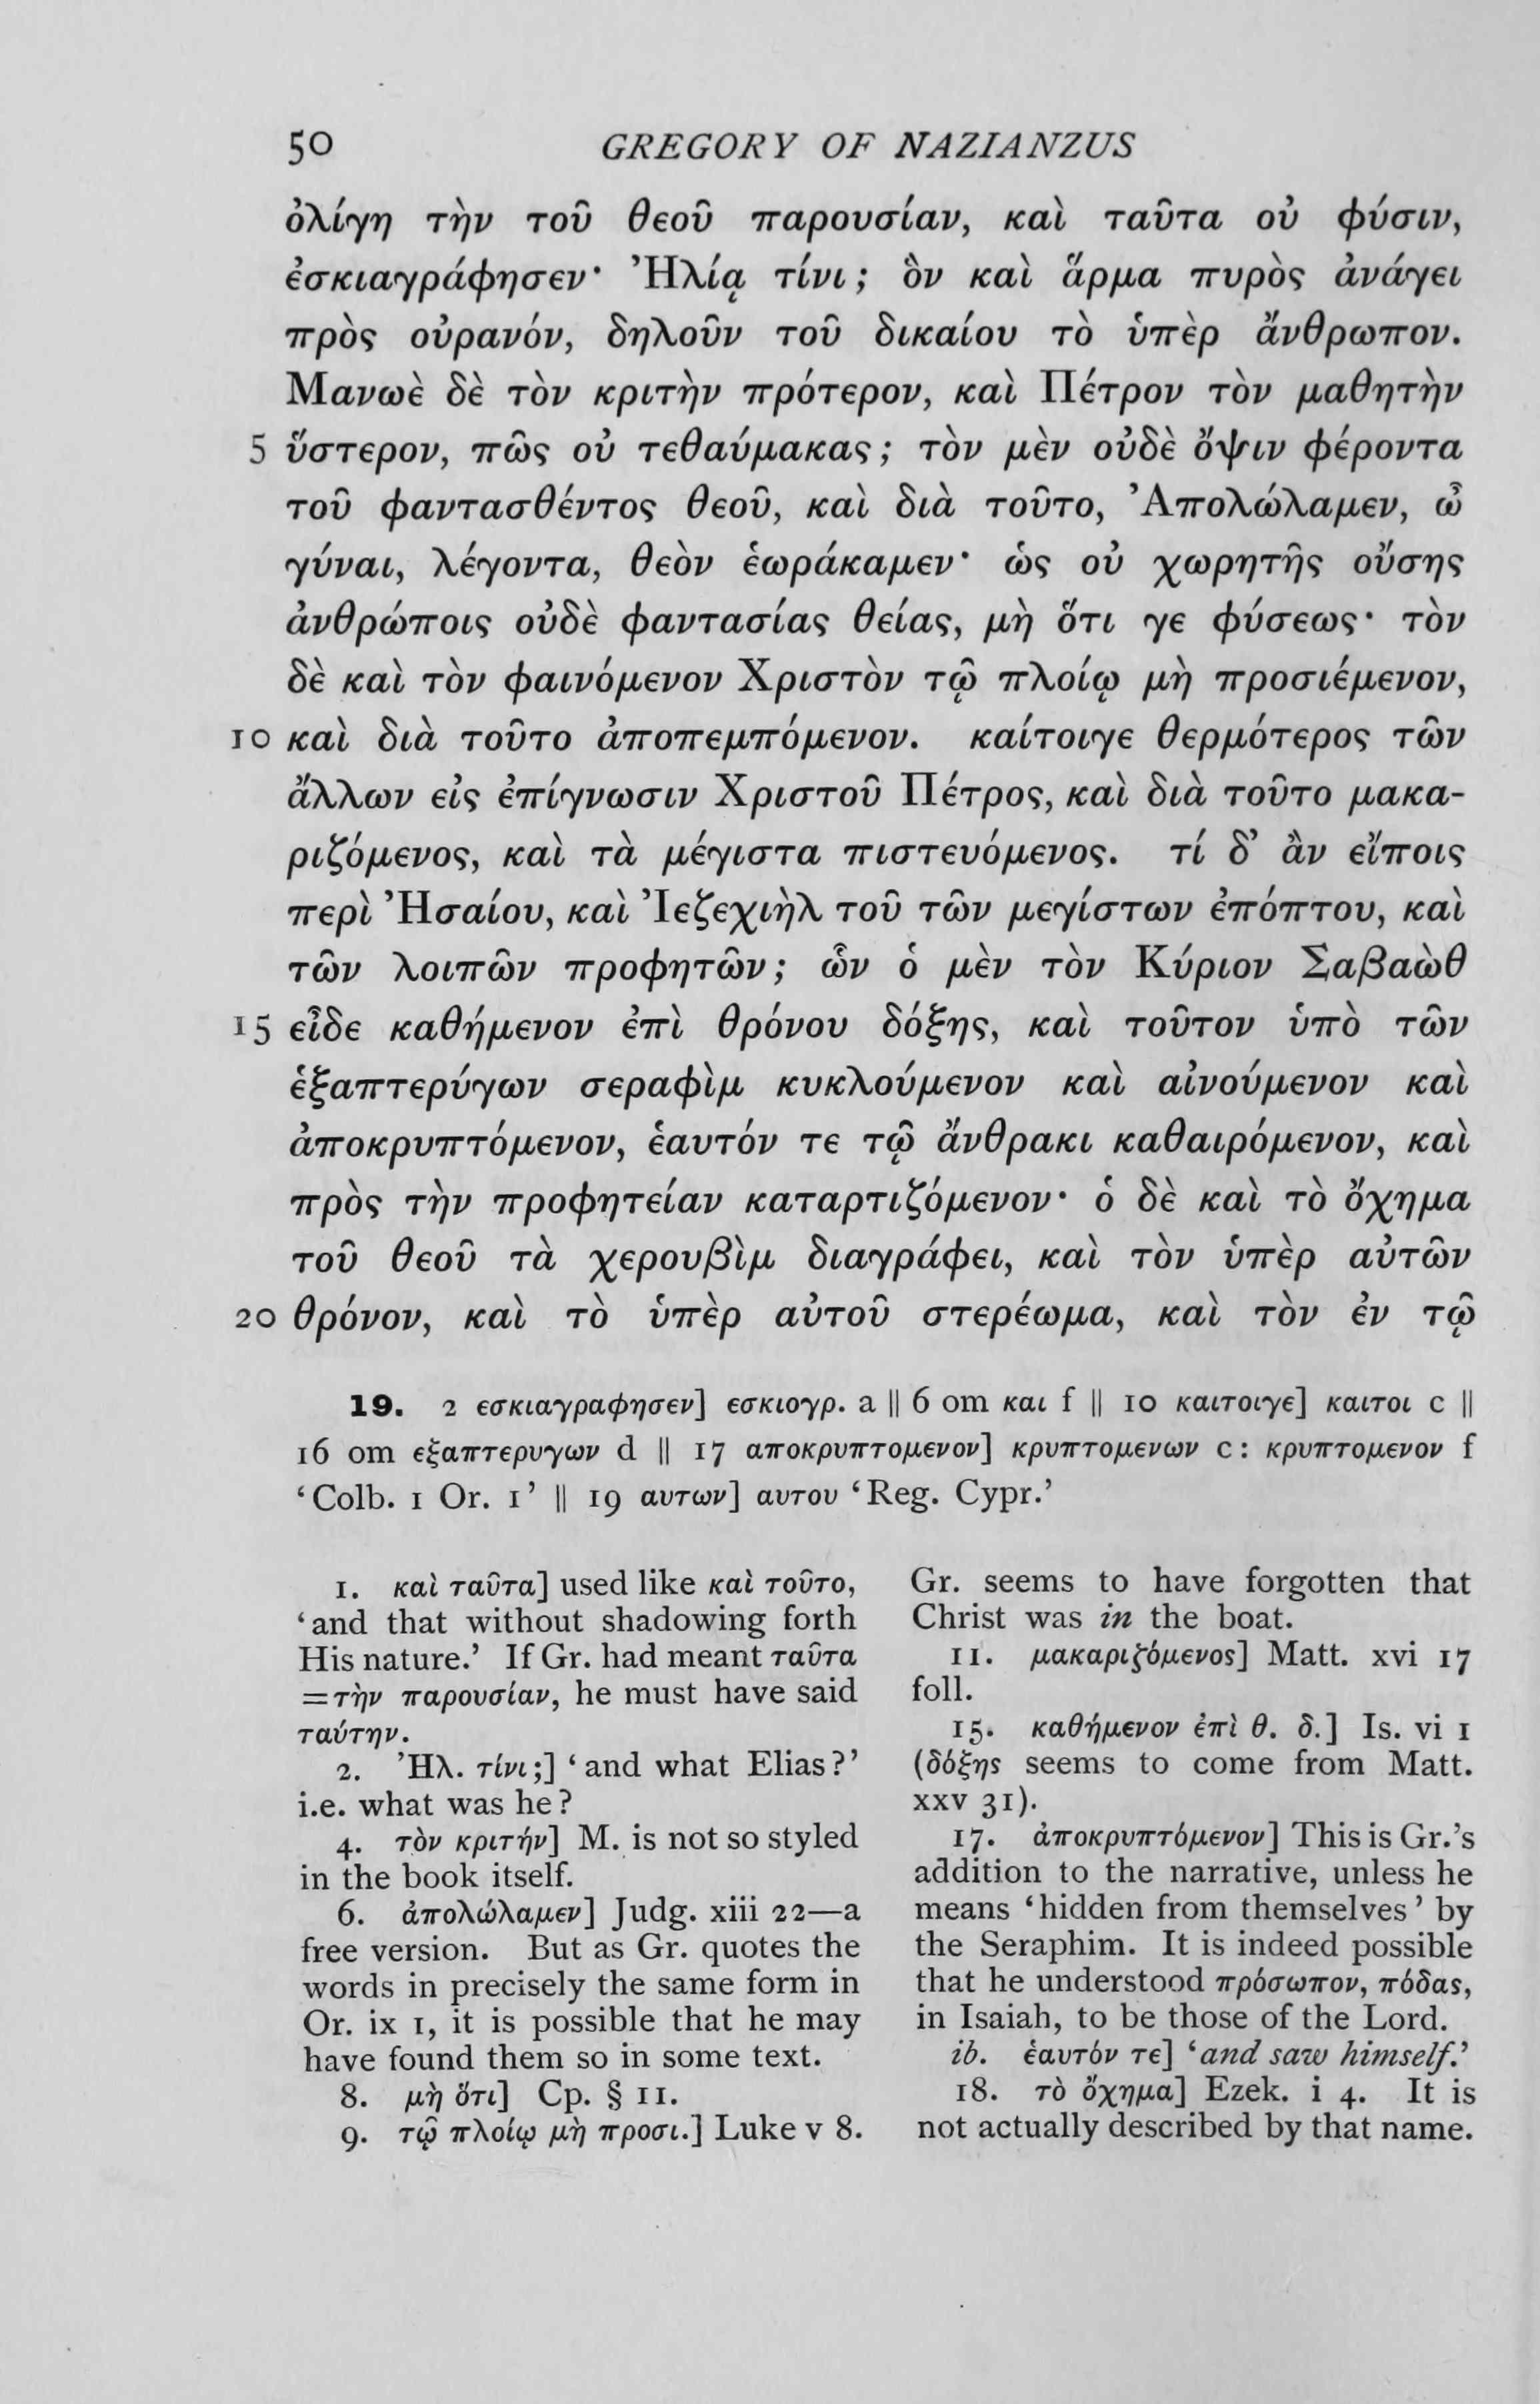 50 GREGORY OF NAZIANZUS
ὀλίγη τὴν τοῦ θεοῦ παρουσίαν, καὶ ταῦτα οὐ φύσιν,
ἐσκιαγράφησεν· Ἠλίᾳ τίνι; ὃν καὶ ἅρμα πυρὸς ἀνάγει
πρὸς οὐρανόν, δηλοῦν τοῦ δικαίου τὸ ὑπὲρ ἄνθρωπον.
Μανωὲ δὲ τὸν κριτὴν πρότερον, καὶ Πέτρον τὸν μαθητὴν
5 ὕστερον, πῶς οὐ τεθαύμακας; τὸν μὲν οὐδὲ ὄψιν φέροντα
τοῦ φαντασθέντος θεοῦ, καὶ διὰ τοῦτο, Ἀπολώλαμεν, ὦ
γύναι, λέγοντα, θεὸν ἑωράκαμεν· ὡς οὐ χωρητῆς οὔσης
ἀνθρώποις οὐδὲ φαντασίας θείας, μὴ ὅτι γε φύσεως· τὸν
δὲ καὶ τὸν φαινόμενον Χριστὸν τῷ πλοίῳ μὴ προσιέμενον,
10 καὶ διὰ τοῦτο ἀποπεμπόμενον. καίτοιγε θερμότερος τῶν
ἄλλων εἰς ἐπίγνωσιν Χριστοῦ Πέτρος, καὶ διὰ τοῦτο μακα-
ριζόμενος, καὶ τὰ μέγιστα πιστευόμενος. τί δ’ ἂν εἴποις
περὶ Ἠσαίου, καὶ Ἰεζεχιὴλ τοῦ τῶν μεγίστων ἐπόπτου, καὶ
τῶν λοιπῶν προφητῶν; ὧν ὁ μὲν τὸν Κύριον Σαβαὼθ
15 εἶδε καθήμενον ἐπὶ θρόνου δόξης, καὶ τοῦτον ὑπὸ τῶν
ἑξαπτερύγων σεραφὶμ κυκλούμενον καὶ αἰνούμενον καὶ
ἀποκρυπτόμενον, ἑαυτόν τε τῷ ἄνθρακι καθαιρόμενον, καὶ
πρὸς τὴν προφητείαν καταρτιζόμενον· ὁ δὲ καὶ τὸ ὄχημα
τοῦ θεοῦ τὰ χερουβὶμ διαγράφει, καὶ τὸν ὑπὲρ αὐτῶν
20 θρόνον, καὶ τὸ ὑπὲρ αὐτοῦ στερέωμα, καὶ τὸν ἐν τῷ
19. 2 εσκιαγραφησεν] εσκιογρ. a || 6 om και f || 10 καιτοιγε] καιτοι c ||
16 om εξαπτερυγων d || 17 αποκρυπτομενον] κρυπτομενων c : κρυπτομενον f
‘Colb. 1 Or. 1’ || 19 αυτων] αυτου ‘Reg. Cypr.’
1. καὶ ταῦτα] used like καὶ τοῦτο,
‘and that without shadowing forth
His nature.’ If Gr. had meant ταῦτα
=τὴν παρουσίαν, he must have said
ταύτην.
2. Ἠλ. τίνι;] ‘and what Elias?’
i.e. what was he?
4. τὸν κριτήν] M. is not so styled
in the book itself.
6. ἀπολώλαμεν] Judg. xiii 22—a
free version. But as Gr. quotes the
words in precisely the same form in
Or. ix 1, it is possible that he may
have found them so in some text.
8. μὴ ὅτι] Cp. § 11.
9. τῷ πλοίῳ μὴ προσι.] Luke v 8.
Gr. seems to have forgotten that
Christ was in the boat.
11. μακαριζόμενος] Matt. xvi 17
foll.
15. καθήμενον ἐπὶ θ. δ.] Is. vi 1
(δόξης seems to come from Matt.
xxv 31).
17. ἀποκρυπτόμενον] This is Gr.’s
addition to the narrative, unless he
means ‘hidden from themselves’ by
the Seraphim. It is indeed possible
that he understood πρόσωπον, πόδας,
in Isaiah, to be those of the Lord.
ib. ἑαυτόν τε] ‘and saw himself.’
18. τὸ ὄχημα] Ezek. i 4. It is
not actually described by that name.